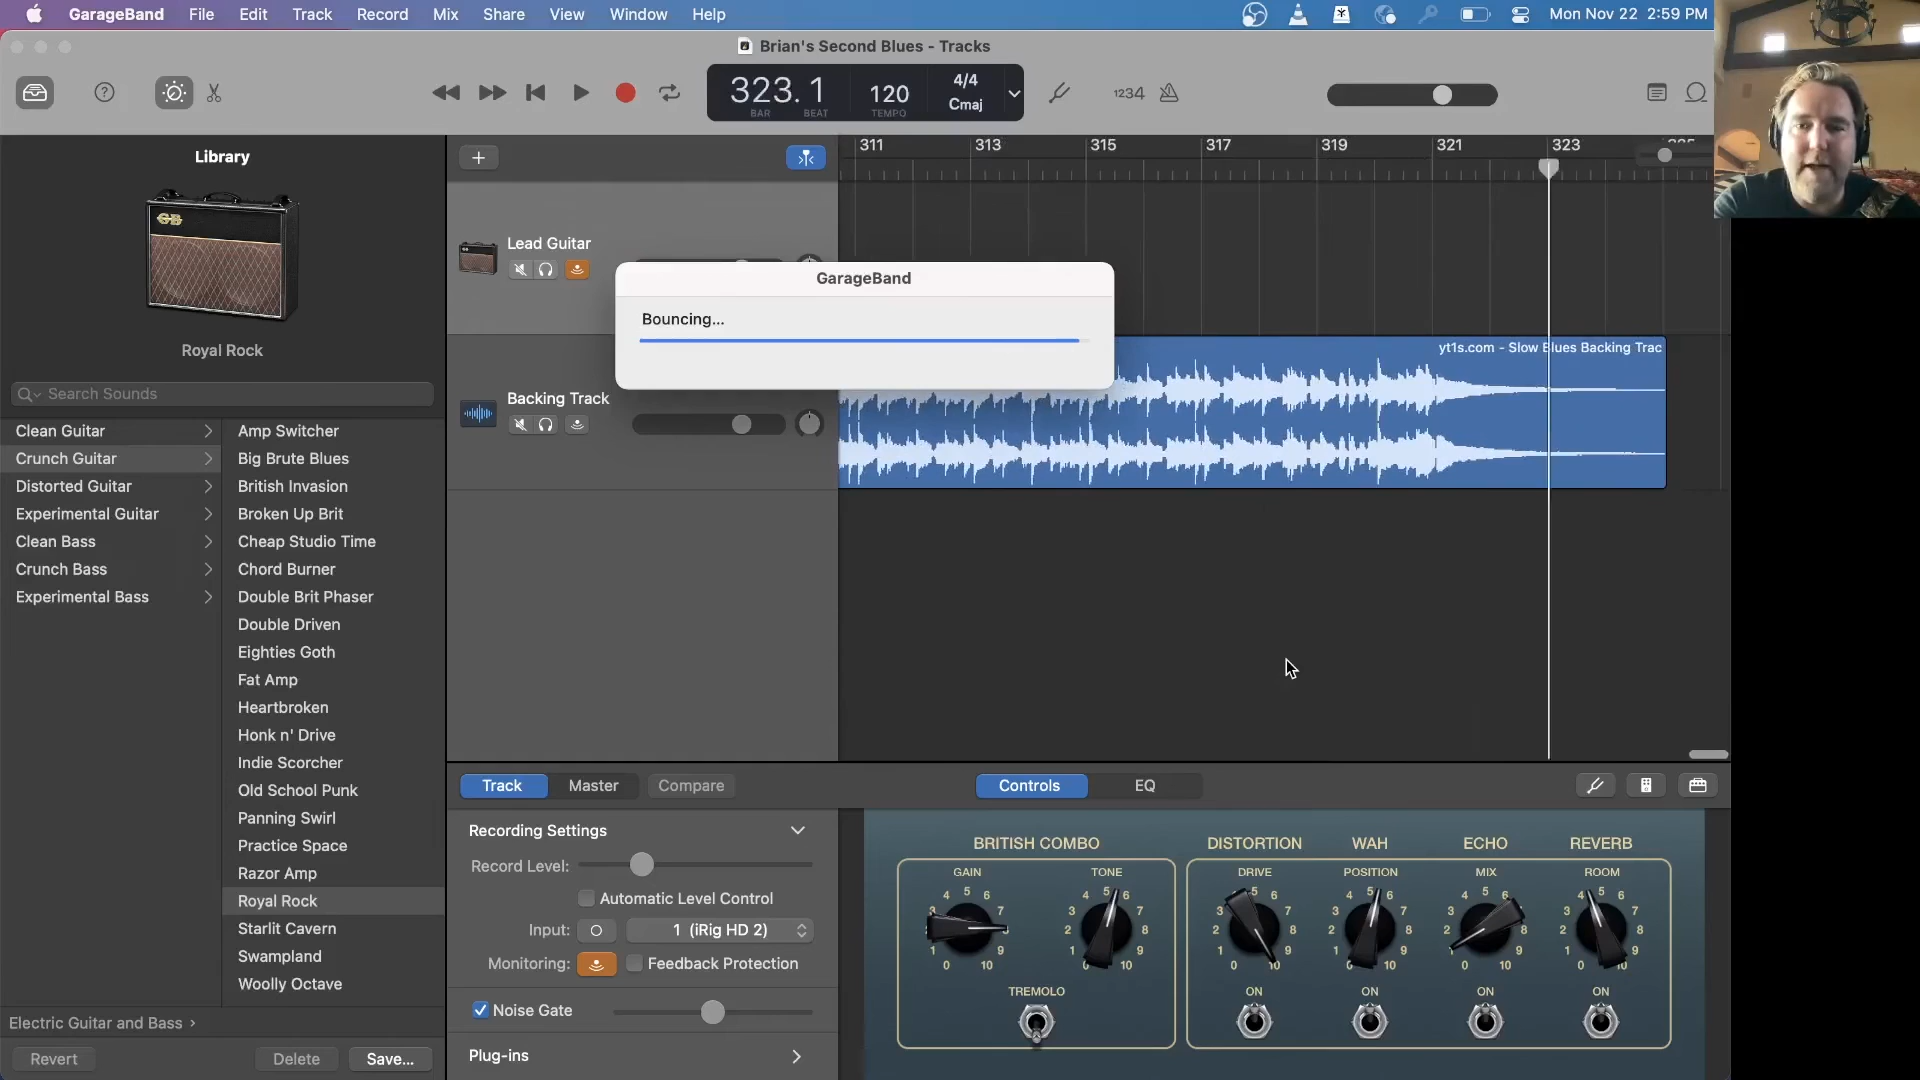 GarageBand File Edit Track Record Mix Share View Window Help
Mon Nov 22 2:59 PM
Brian's Second Blues - Tracks
323.1
BAR BEAT
120
TEMPO
4/4
Cmaj
1234
Library
GB
Royal Rock
Search Sounds
Clean Guitar
Crunch Guitar
Distorted Guitar
Experimental Guitar
Clean Bass
Crunch Bass
Experimental Bass
Amp Switcher
Big Brute Blues
British Invasion
Broken Up Brit
Cheap Studio Time
Chord Burner
Double Brit Phaser
Double Driven
Eighties Goth
Fat Amp
Heartbroken
Honk n' Drive
Indie Scorcher
Old School Punk
Panning Swirl
Practice Space
Razor Amp
Royal Rock
Starlit Cavern
Swampland
Woolly Octave
Electric Guitar and Bass
Revert Delete Save...
311 313 315 317 319 321 323
Lead Guitar
GarageBand
Bouncing...
Backing Track
yt1s.com - Slow Blues Backing Trac
Track Master Compare
Controls EQ
Recording Settings
Record Level:
Automatic Level Control
Input: 1 (iRig HD 2)
Monitoring: Feedback Protection
Noise Gate
Plug-ins
BRITISH COMBO DISTORTION WAH ECHO REVERB
GAIN TONE DRIVE POSITION MIX ROOM
TREMOLO ON ON ON ON